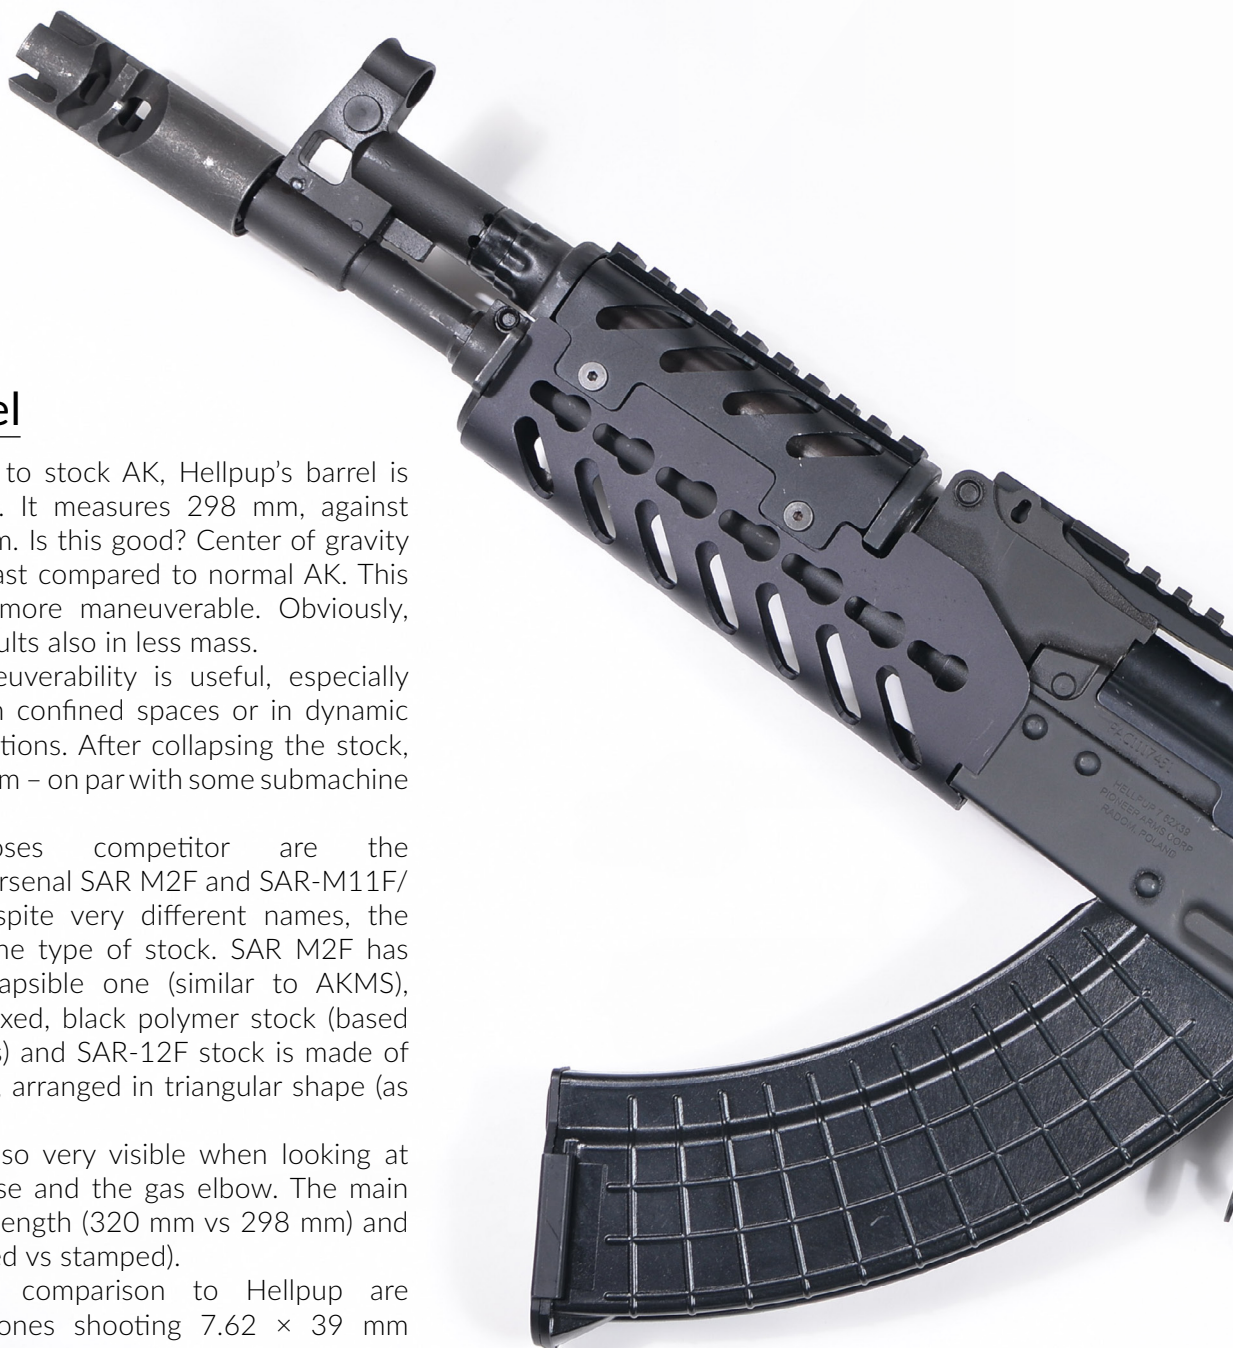 el
to stock AK, Hellpup’s barrel is
. It measures 298 mm, against
m. Is this good? Center of gravity
ast compared to normal AK. This
more maneuverable. Obviously,
ults also in less mass.
euverability is useful, especially
n confined spaces or in dynamic
tions. After collapsing the stock,
m – on par with some submachine
oses competitor are the
rsenal SAR M2F and SAR-M11F/
spite very different names, the
ne type of stock. SAR M2F has
apsible one (similar to AKMS),
xed, black polymer stock (based
s) and SAR-12F stock is made of
, arranged in triangular shape (as
so very visible when looking at
se and the gas elbow. The main
ength (320 mm vs 298 mm) and
ed vs stamped).
comparison to Hellpup are
ones shooting 7.62 × 39 mm
HELLPUP 7.62X39
PIONEER ARMS CORP
RADOM, POLAND